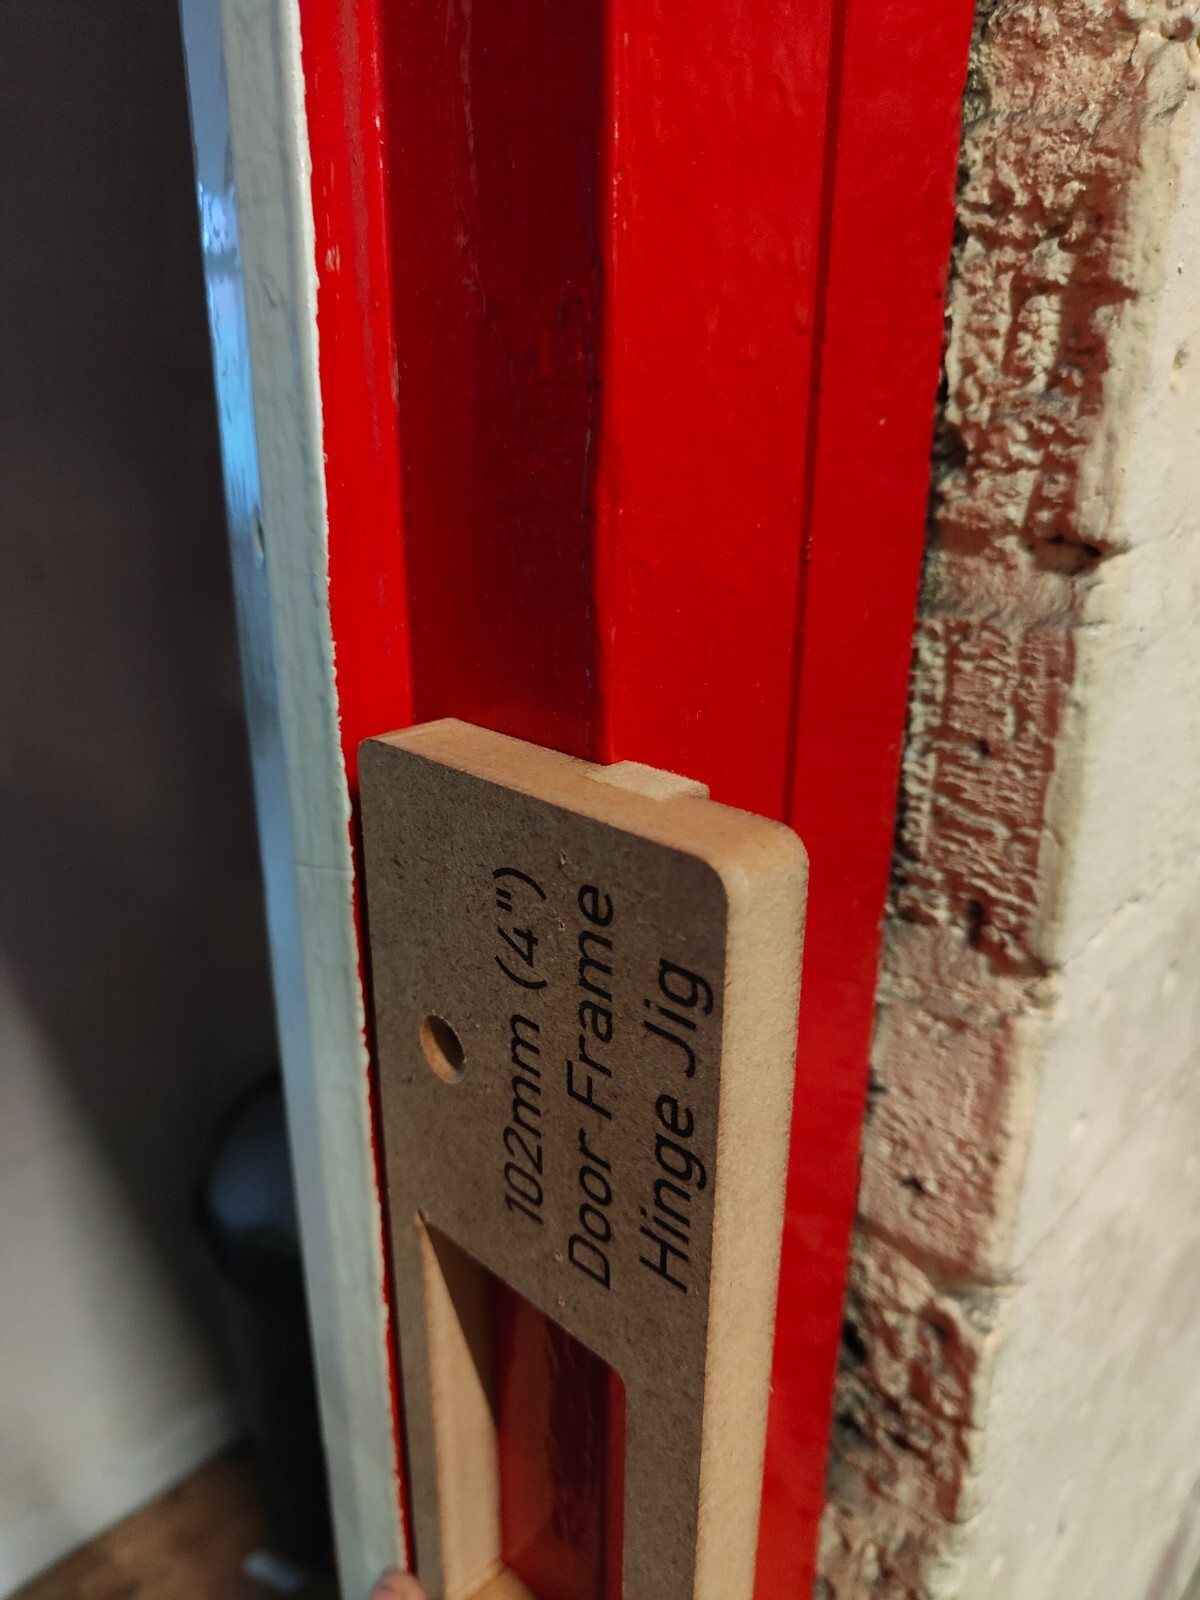 102mm (4")
Door Frame
Hinge Jig